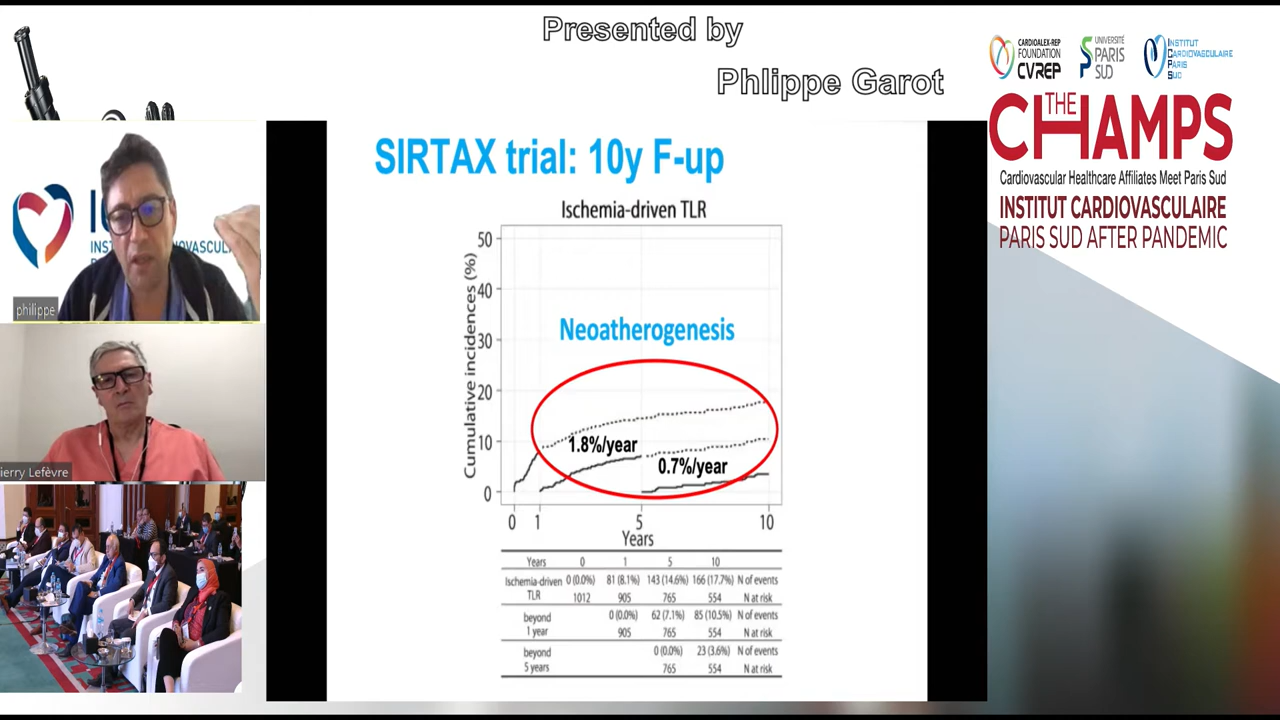 Presented by
Phlippe Garot
CARDIOALEX-REP
FOUNDATION
CVREP
UNIVERSITÉ
PARIS
SUD
INSTITUT
CARDIOVASCULAIRE
PARIS
SUD
THE
CHAMPS
Cardiovascular Healthcare Affiliates Meet Paris Sud
INSTITUT CARDIOVASCULAIRE
PARIS SUD AFTER PANDEMIC
philippe
ierry Lefèvre
SIRTAX trial: 10y F-up
Ischemia-driven TLR
Cumulative incidences (%)
50
40
30
20
10
0
Neoatherogenesis
1.8%/year
0.7%/year
0 1 5 10
Years
Years 0 1 5 10
Ischemia-driven 0 (0.0%) 81 (8.1%) 143 (14.6%) 166 (17.7%) N of events
TLR 1012 905 765 554 N at risk
beyond 0 (0.0%) 62 (7.1%) 85 (10.5%) N of events
1 year 905 765 554 N at risk
beyond 0 (0.0%) 23 (3.6%) N of events
5 years 765 554 N at risk